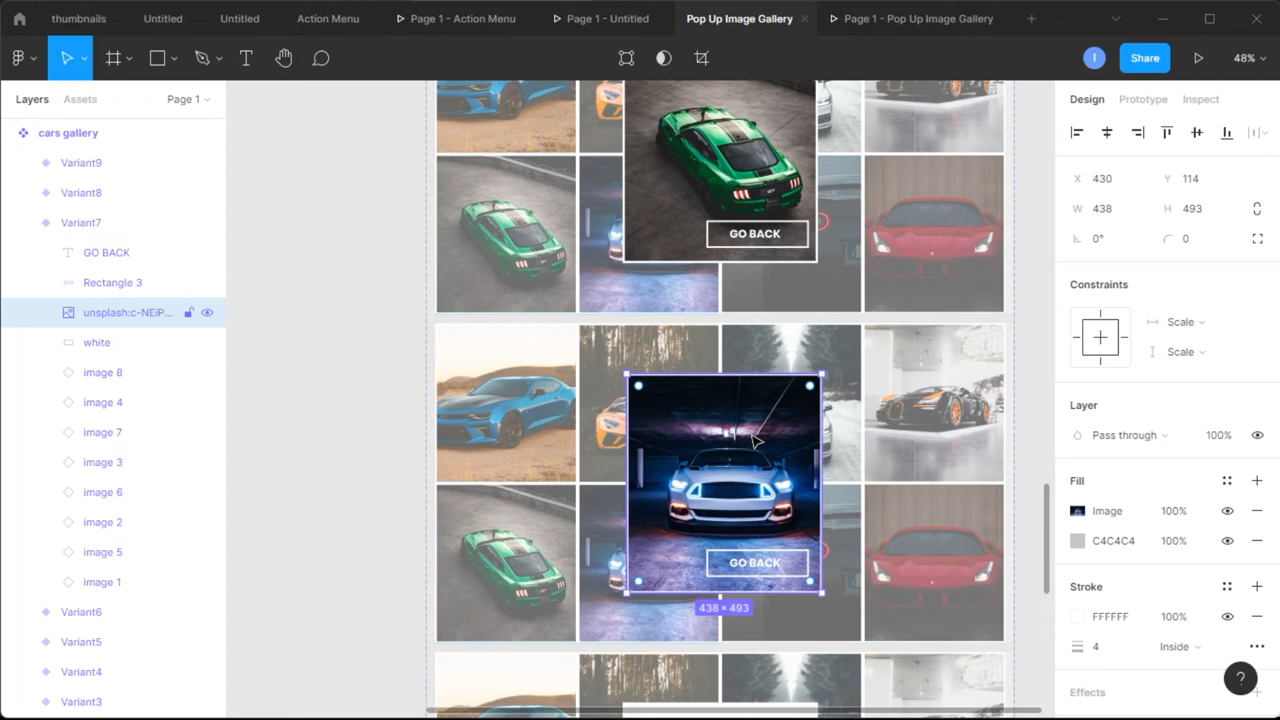 thumbnails
Untitled
Untitled
Action Menu
Page 1 - Action Menu
Page 1 - Untitled
Pop Up Image Gallery
Page 1 - Pop Up Image Gallery
I
Share
48%
Layers
Assets
Page 1
Design
Prototype
Inspect
cars gallery
Variant9
Variant8
Variant7
GO BACK
Rectangle 3
unsplash:c-NEiP...
white
image 8
image 4
image 7
image 3
image 6
image 2
image 5
image 1
Variant6
Variant5
Variant4
Variant3
GO BACK
GO BACK
438 × 493
X 430
Y 114
W 438
H 493
0°
0
Constraints
Scale
Scale
Layer
Pass through
100%
Fill
Image
100%
C4C4C4
100%
Stroke
FFFFFF
100%
4
Inside
Effects
?